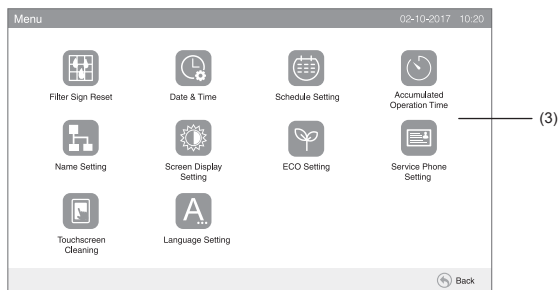 Menu 02-10-2017 10:20
Filter Sign Reset
Date & Time
Schedule Setting
Accumulated
Operation Time
(3)
Name Setting
Screen Display
Setting
ECO Setting
Service Phone
Setting
Touchscreen
Cleaning
A...
Language Setting
Back